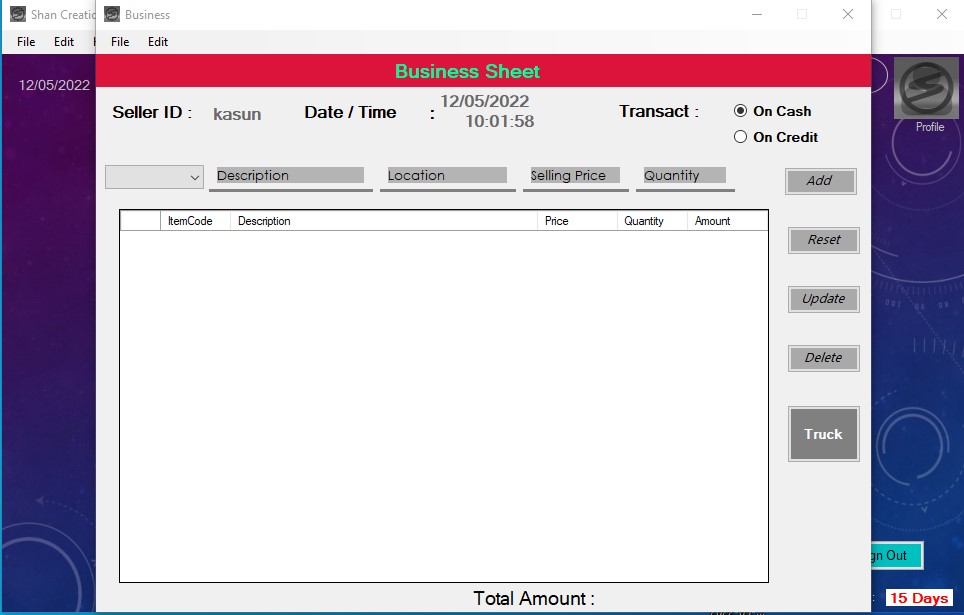 Shan Creatio
Business
File Edit
File Edit
12/05/2022
Business Sheet
Seller ID : kasun
Date / Time : 12/05/2022
10:01:58
Transact : On Cash
On Credit
Profile
Description
Location
Selling Price
Quantity
Add
ItemCode Description Price Quantity Amount
Reset
Update
Delete
Truck
gn Out
Total Amount :
: 15 Days